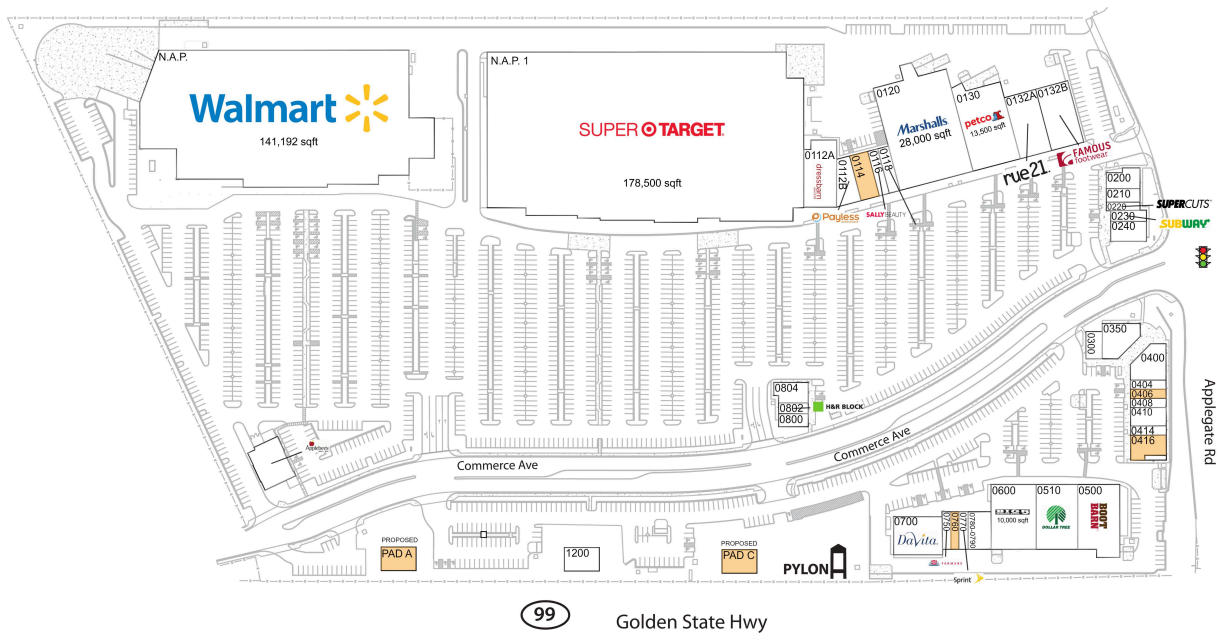 N.A.P.
Walmart
141,192 sqft
N.A.P. 1
SUPER TARGET
178,500 sqft
0112A
dressbarn
0112B
0114
0116
0118
Payless
SALLYBEAUTY
0120
Marshalls
28,000 sqft
0130
petco
13,500 sqft
0132A
0132B
rue21.
FAMOUS
footwear
0200
0210
0220
SUPERCUTS
0230
SUBWAY
0240
0350
0300
0400
0404
0406
0408
0410
0414
0416
Applegate Rd
0804
0802
H&R BLOCK
0800
Applebee's
Commerce Ave
Commerce Ave
0600
10,000 sqft
0510
DOLLAR TREE
0500
BOOT
BARN
0700
DaVita
0750
0760
0770
0780-0790
FARMERS
Sprint
PROPOSED
PAD A
1200
PROPOSED
PAD C
PYLON
99
Golden State Hwy